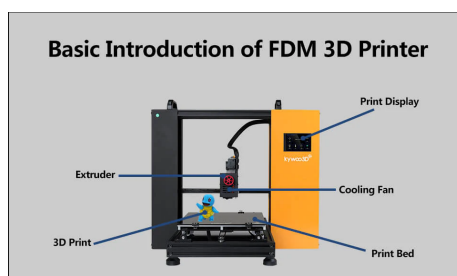 Basic Introduction of FDM 3D Printer
Print Display
Extruder
Cooling Fan
3D Print
Print Bed